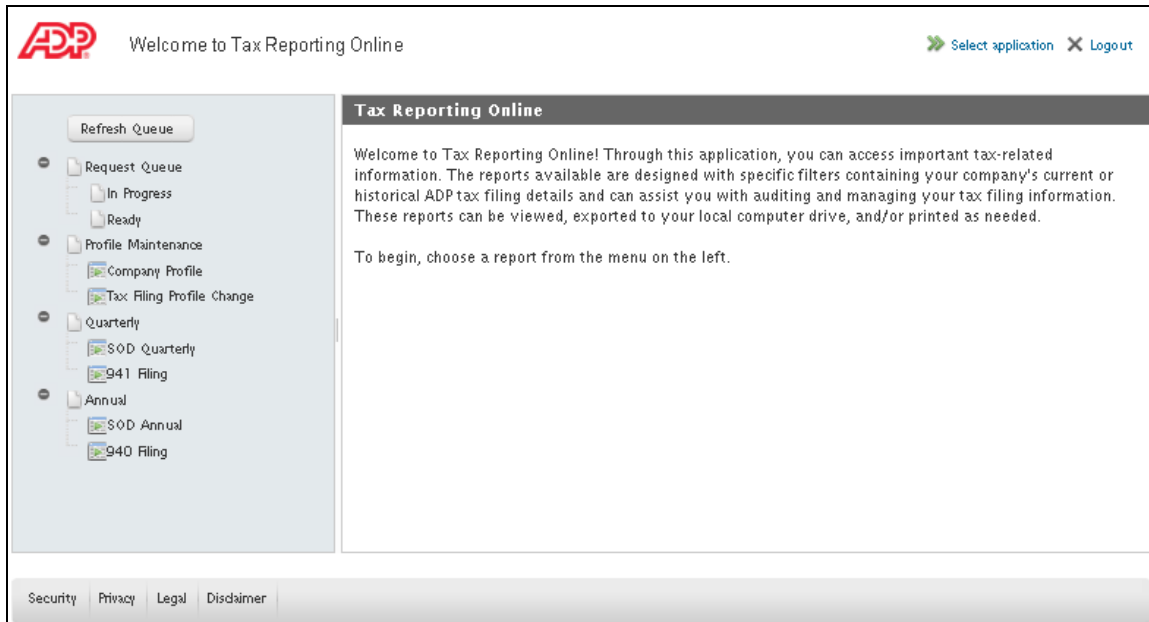 ADP
Welcome to Tax Reporting Online
Select application
Logout
Refresh Queue
Request Queue
In Progress
Ready
Profile Maintenance
Company Profile
Tax Filing Profile Change
Quarterly
SOD Quarterly
941 Filing
Annual
SOD Annual
940 Filing
Tax Reporting Online
Welcome to Tax Reporting Online! Through this application, you can access important tax-related
information. The reports available are designed with specific filters containing your company's current or
historical ADP tax filing details and can assist you with auditing and managing your tax filing information.
These reports can be viewed, exported to your local computer drive, and/or printed as needed.
To begin, choose a report from the menu on the left.
Security
Privacy
Legal
Disclaimer